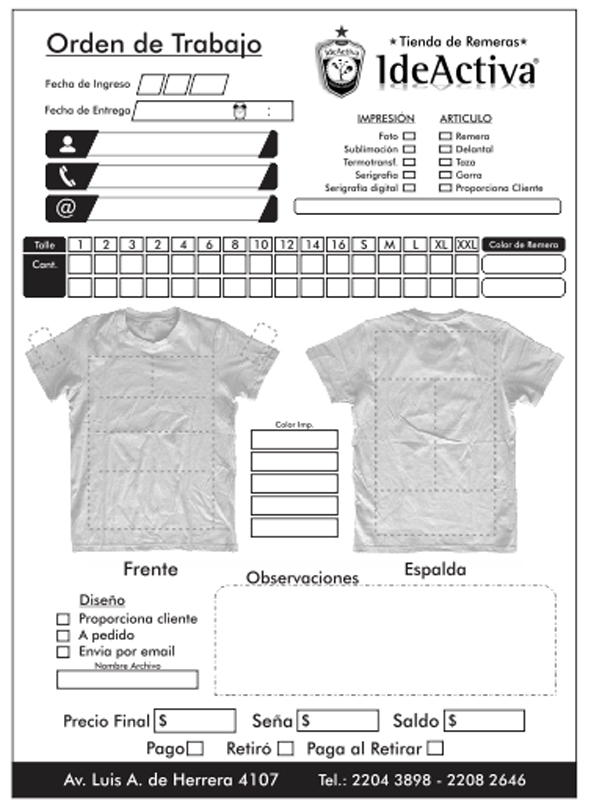 Orden de Trabajo
IdeActiva
★Tienda de Remeras★
IdeActiva®
Fecha de Ingreso
Fecha de Entrega :
@
IMPRESIÓN ARTICULO
Foto Remera
Sublimación Delantal
Termotransf. Taza
Serigrafia Gorra
Serigrafia digital Proporciona Cliente
Talle 1 2 3 2 4 6 8 10 12 14 16 S M L XL XXL Color de Remera
Cant.
Color Imp.
Frente
Espalda
Observaciones
Diseño
Proporciona cliente
A pedido
Envia por email
Nombre Archivo
Precio Final $ Seña $ Saldo $
Pago Retiró Paga al Retirar
Av. Luis A. de Herrera 4107 Tel.: 2204 3898 - 2208 2646